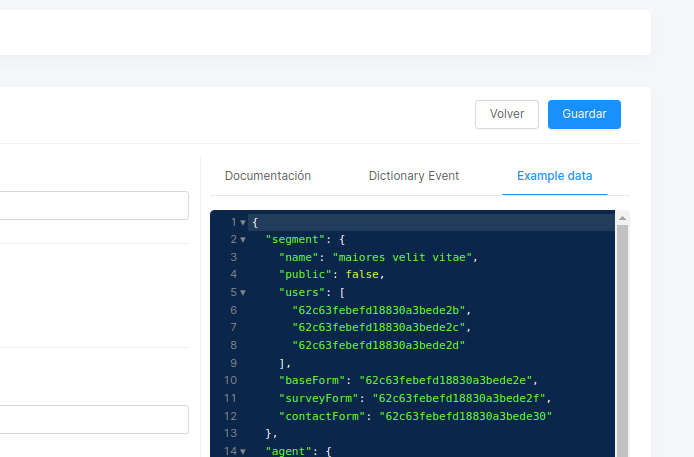 Volver Guardar
Documentación Dictionary Event Example data
1 {
2 "segment": {
3 "name": "maiores velit vitae",
4 "public": false,
5 "users": [
6 "62c63febefd18830a3bede2b",
7 "62c63febefd18830a3bede2c",
8 "62c63febefd18830a3bede2d"
9 ],
10 "baseForm": "62c63febefd18830a3bede2e",
11 "surveyForm": "62c63febefd18830a3bede2f",
12 "contactForm": "62c63febefd18830a3bede30"
13 },
14 "agent": {